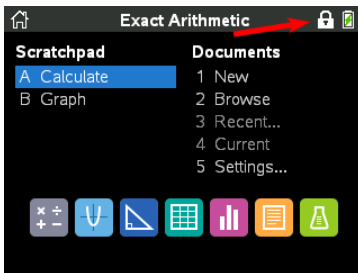 Exact Arithmetic
Scratchpad
A Calculate
B Graph
Documents
1 New
2 Browse
3 Recent...
4 Current
5 Settings...